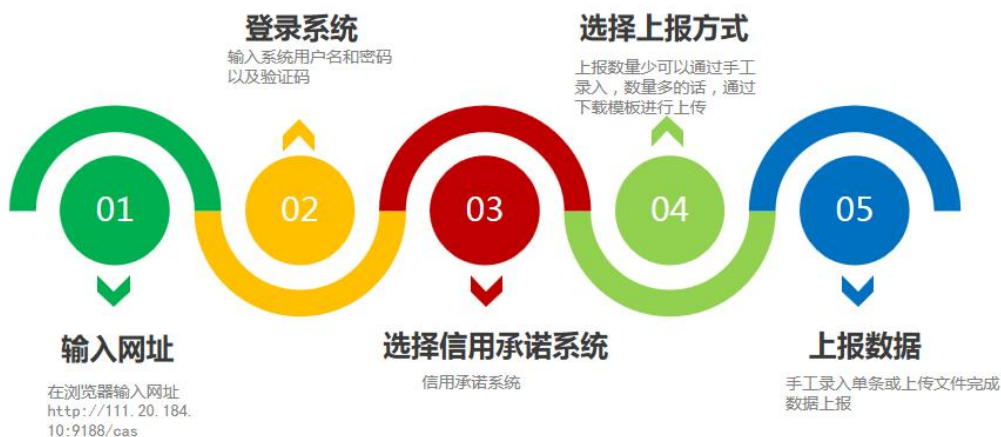 登录系统
输入系统用户名和密码
以及验证码
选择上报方式
上报数量少可以通过手工
录入，数量多的话，通过
下载模板进行上传
01
02
03
04
05
输入网址
在浏览器输入网址
http://111.20.184.
10:9188/cas
选择信用承诺系统
信用承诺系统
上报数据
手工录入单条或上传文件完成
数据上报